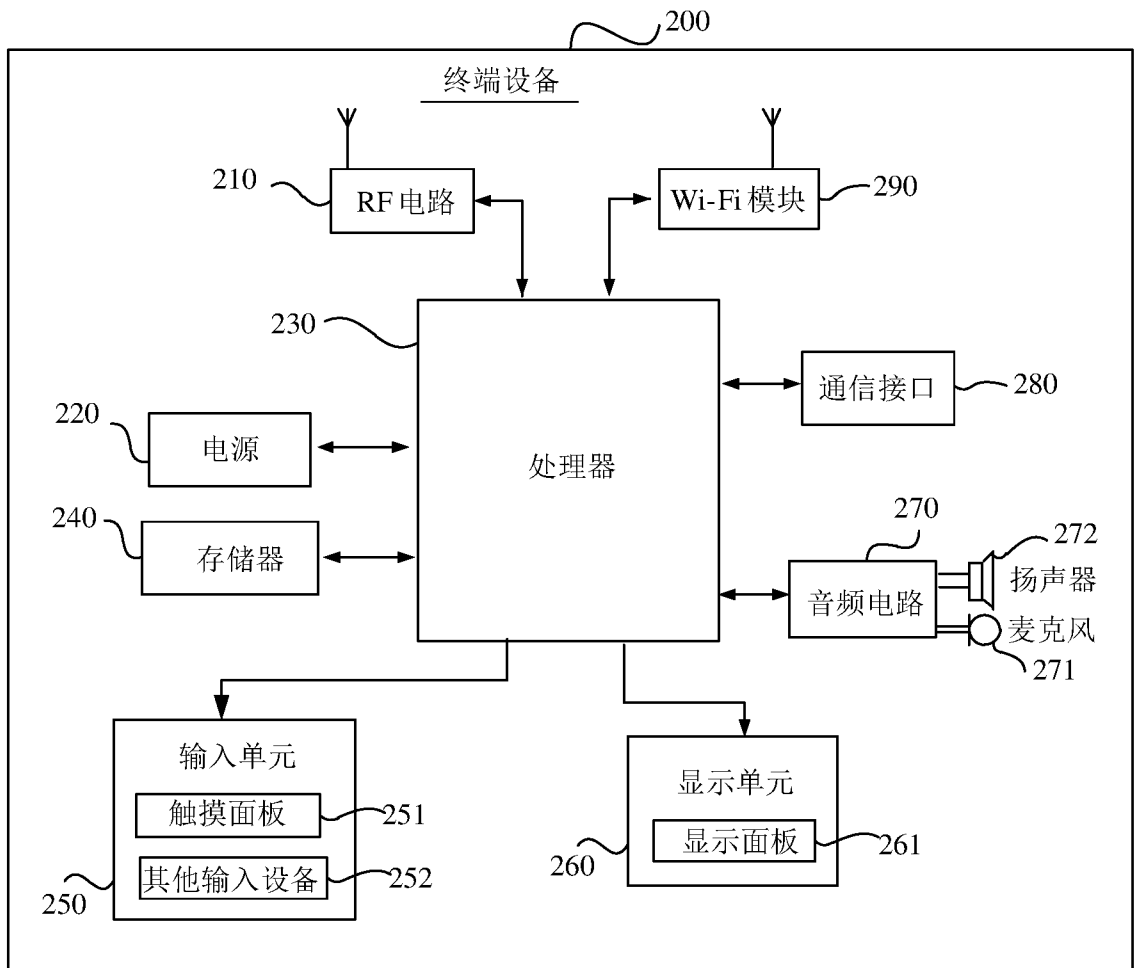 200
终端设备
210
RF电路
Wi-Fi模块
290
230
处理器
通信接口
280
220
电源
240
存储器
270
音频电路
272
扬声器
麦克风
271
输入单元
触摸面板
251
其他输入设备
252
250
显示单元
显示面板
261
260